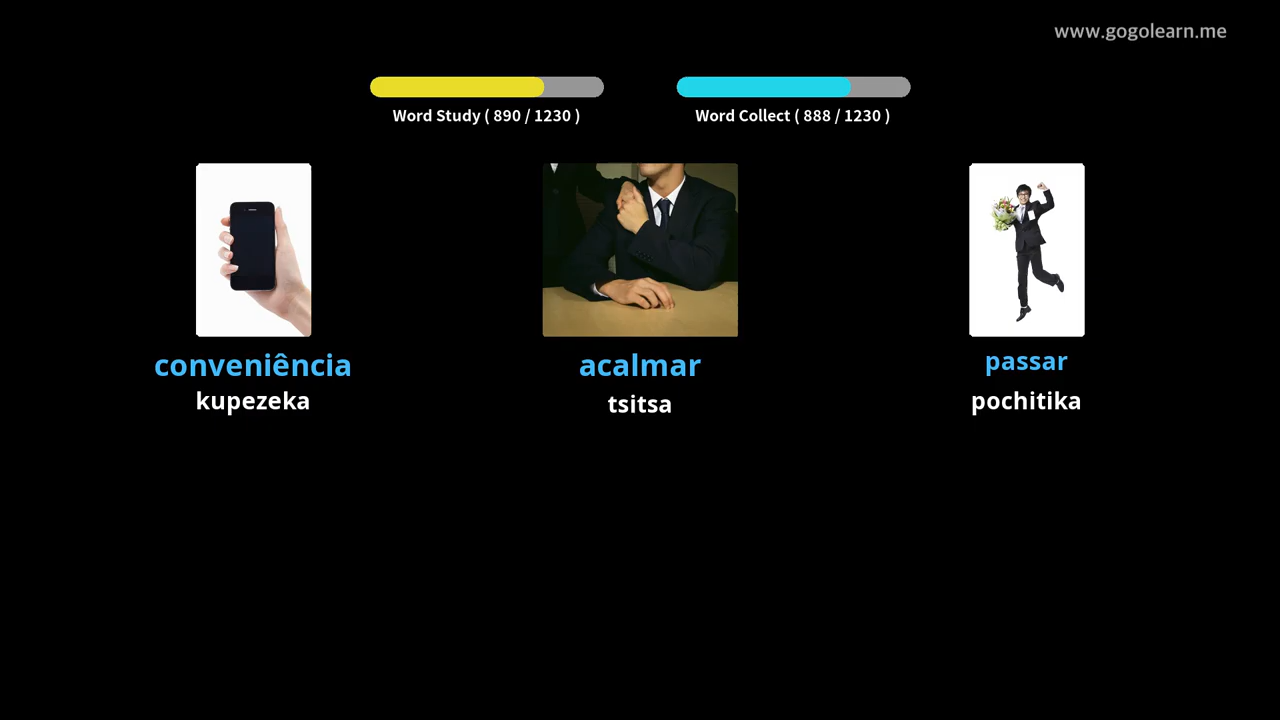 www.gogolearn.me
Word Study ( 890 / 1230 )
Word Collect ( 888 / 1230 )
conveniência
kupezeka
acalmar
tsitsa
passar
pochitika